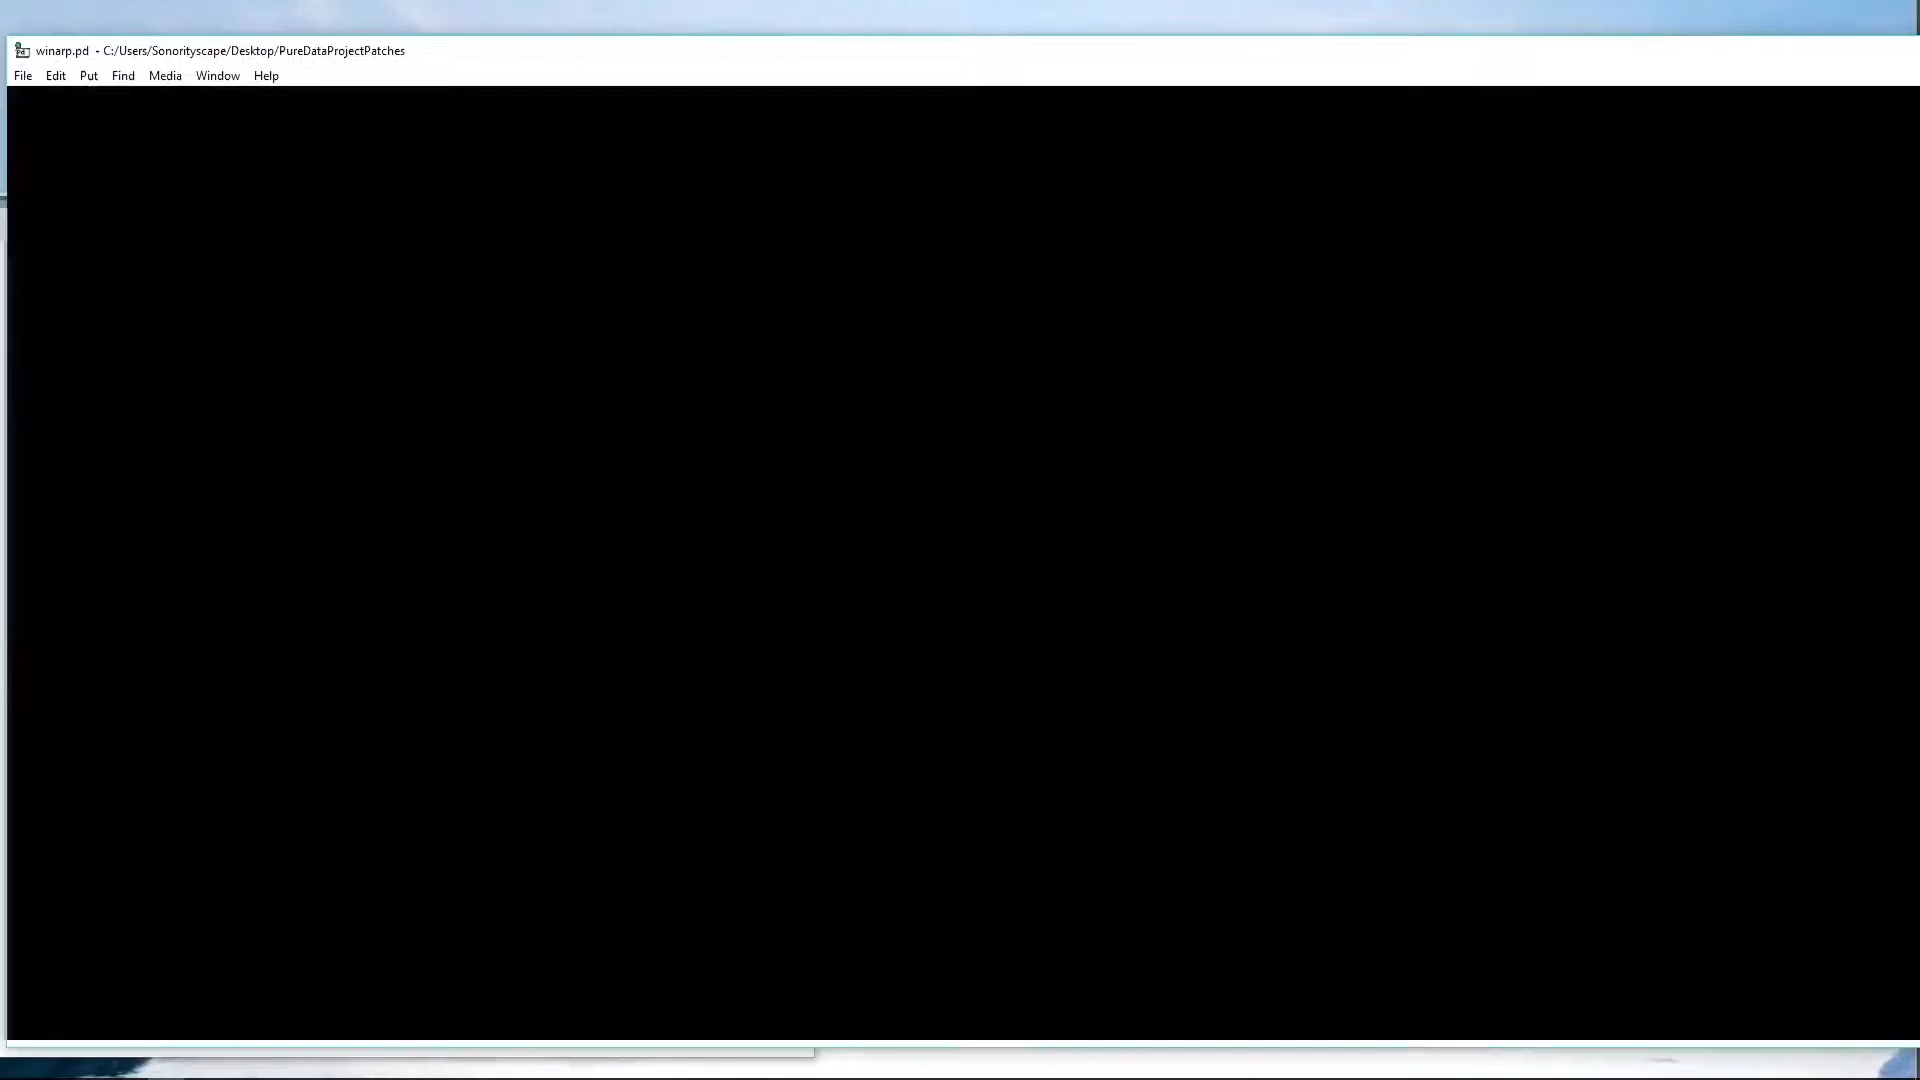 winarp.pd - C:/Users/Sonorityscape/Desktop/PureDataProjectPatches
File Edit Put Find Media Window Help